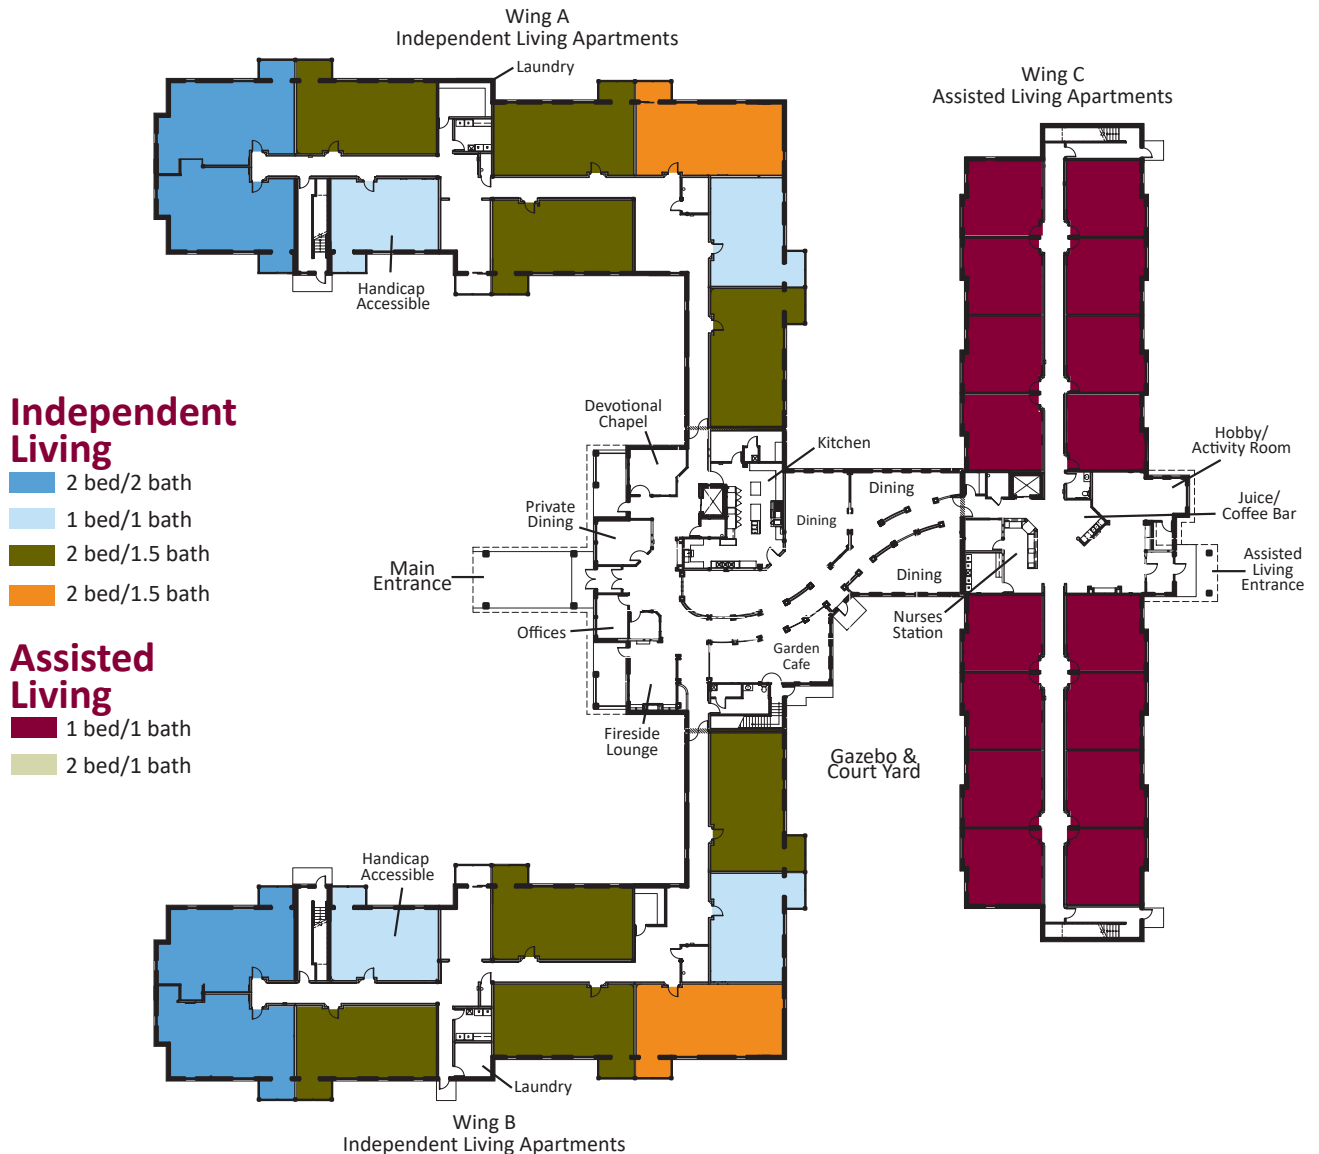 Wing A
Independent Living Apartments
Laundry
Wing C
Assisted Living Apartments
Handicap
Accessible
Independent
Living
2 bed/2 bath
1 bed/1 bath
2 bed/1.5 bath
2 bed/1.5 bath
Assisted
Living
1 bed/1 bath
2 bed/1 bath
Devotional
Chapel
Kitchen
Private
Dining
Main
Entrance
Offices
Fireside
Lounge
Dining
Dining
Dining
Garden
Cafe
Nurses
Station
Hobby/
Activity Room
Juice/
Coffee Bar
Assisted
Living
Entrance
Gazebo &
Court Yard
Handicap
Accessible
Laundry
Wing B
Independent Living Apartments